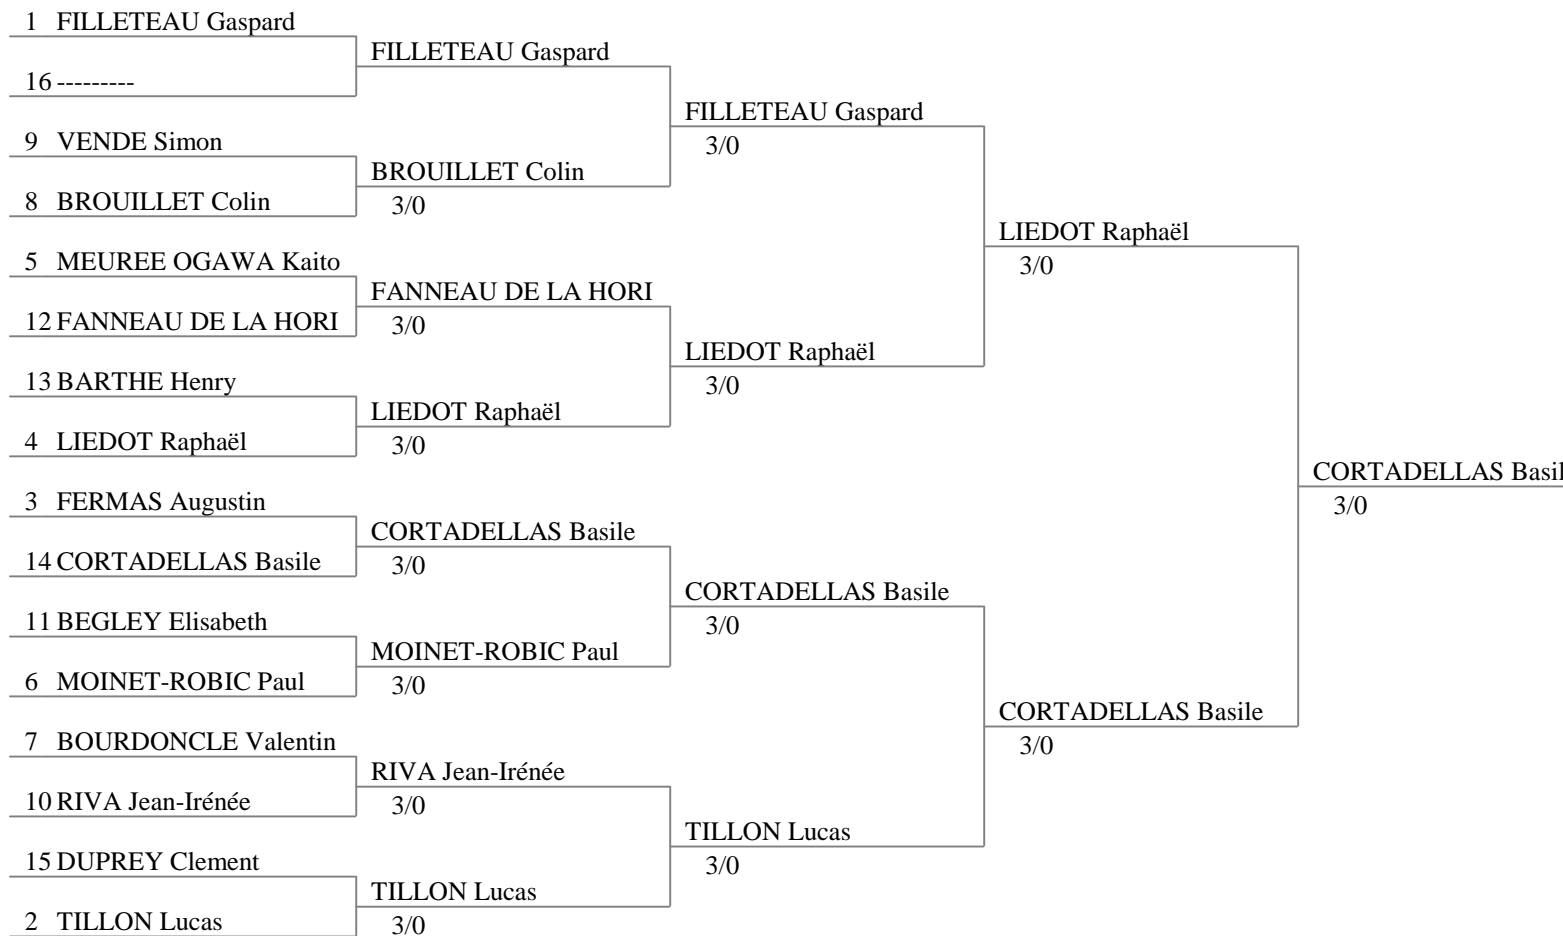 1 FILLETEAU Gaspard
16 ---------
9 VENDE Simon
8 BROUILLET Colin
5 MEUREE OGAWA Kaito
12 FANNEAU DE LA HORI
13 BARTHE Henry
4 LIEDOT Raphaël
3 FERMAS Augustin
14 CORTADELLAS Basile
11 BEGLEY Elisabeth
6 MOINET-ROBIC Paul
7 BOURDONCLE Valentin
10 RIVA Jean-Irénée
15 DUPREY Clement
2 TILLON Lucas
FILLETEAU Gaspard
BROUILLET Colin
3/0
FANNEAU DE LA HORI
3/0
LIEDOT Raphaël
3/0
CORTADELLAS Basile
3/0
MOINET-ROBIC Paul
3/0
RIVA Jean-Irénée
3/0
TILLON Lucas
3/0
FILLETEAU Gaspard
3/0
LIEDOT Raphaël
3/0
CORTADELLAS Basile
3/0
TILLON Lucas
3/0
LIEDOT Raphaël
3/0
CORTADELLAS Basile
3/0
CORTADELLAS Basil
3/0